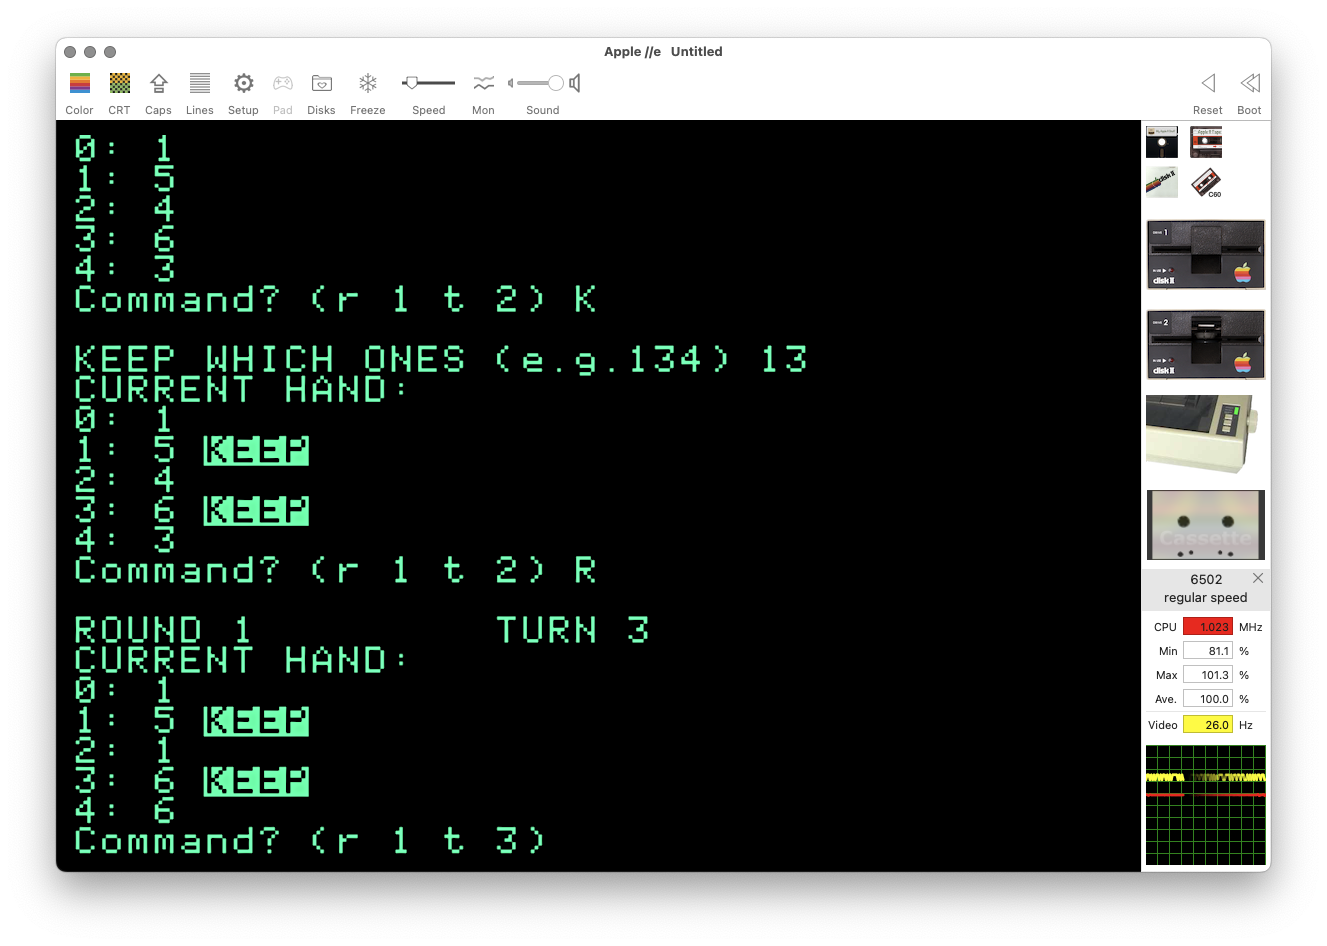 Apple //e Untitled
Color CRT Caps Lines Setup Pad Disks Freeze Speed Mon Sound Reset Boot
0: 1
1: 5
2: 4
3: 6
4: 3
Command? (r 1 t 2) K
KEEP WHICH ONES (e.g.134) 13
CURRENT HAND:
0: 1
1: 5 KEEP
2: 4
3: 6 KEEP
4: 3
Command? (r 1 t 2) R
ROUND 1 TURN 3
CURRENT HAND:
0: 1
1: 5 KEEP
2: 1
3: 6 KEEP
4: 6
Command? (r 1 t 3)
disk II
C60
1
disk II
2
disk II
Cassette
6502
regular speed
CPU 1.023 MHz
Min 81.1 %
Max 101.3 %
Ave. 100.0 %
Video 26.0 Hz